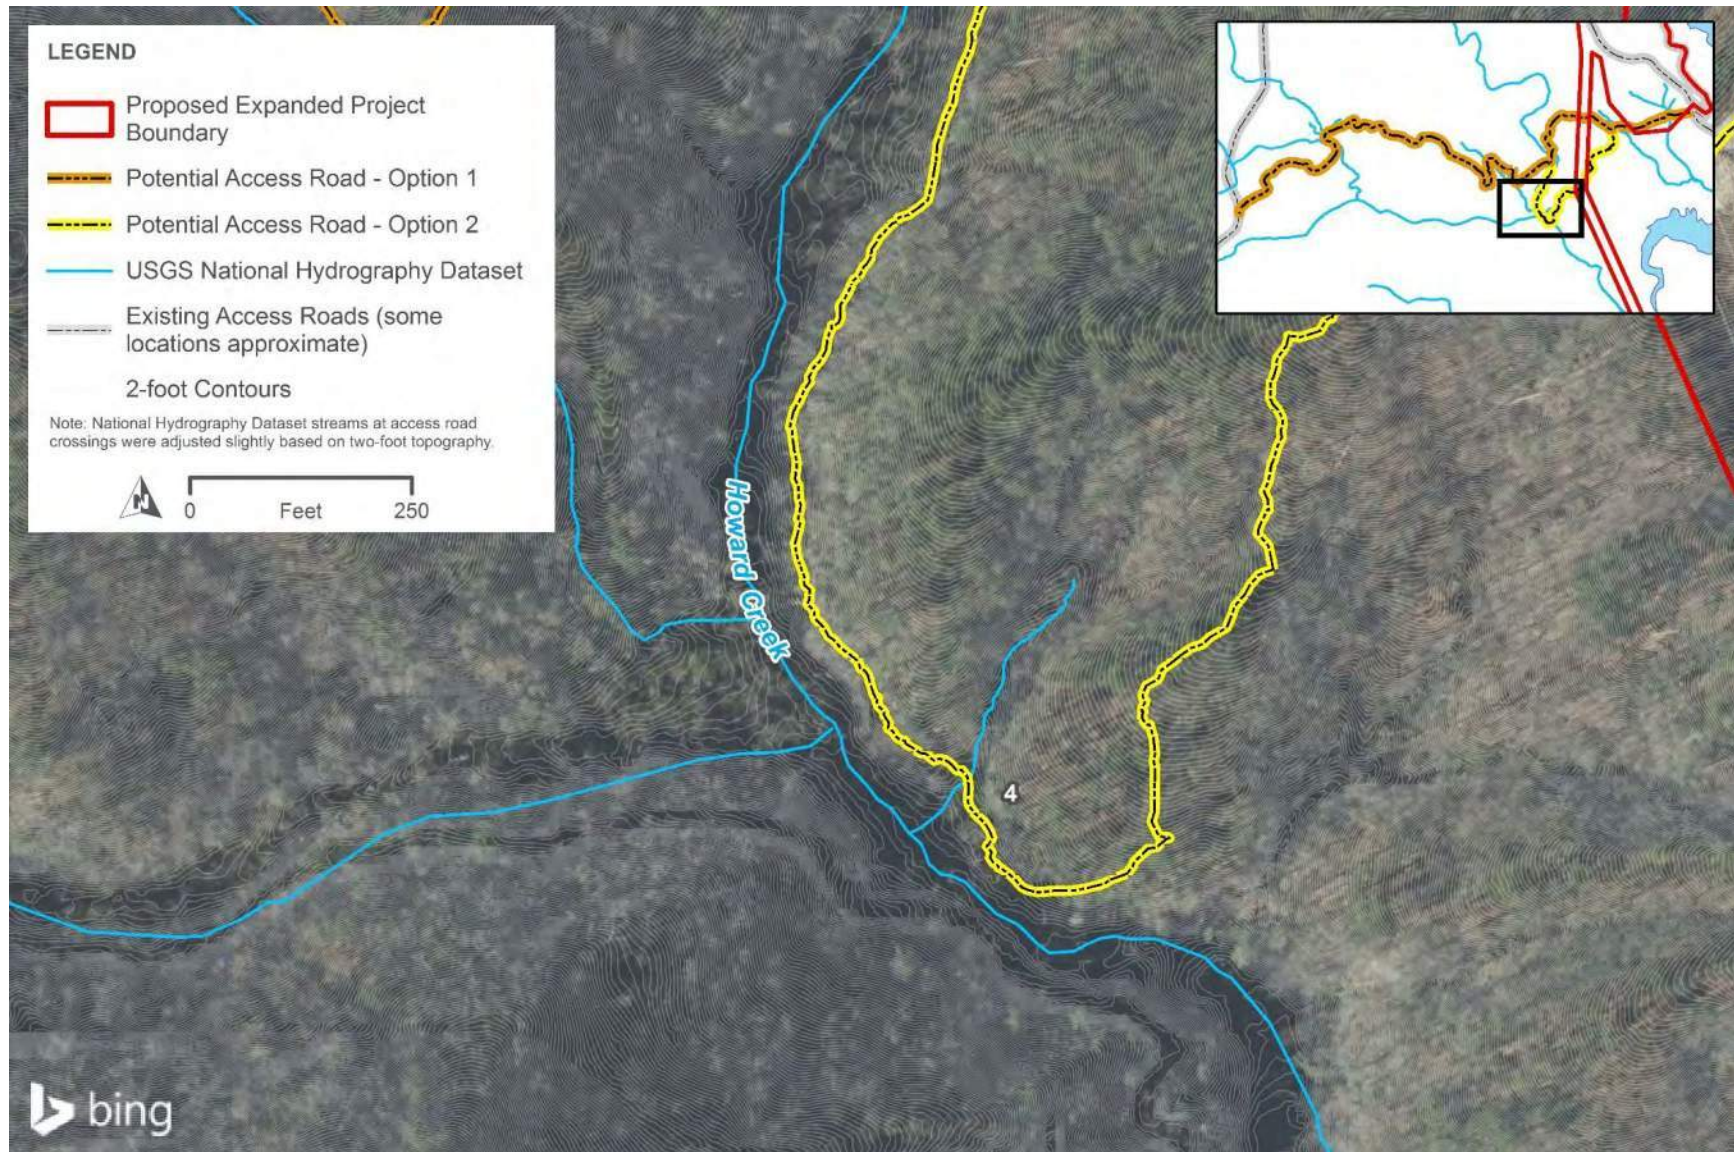 LEGEND
Proposed Expanded Project
Boundary
Potential Access Road - Option 1
Potential Access Road - Option 2
USGS National Hydrography Dataset
Existing Access Roads (some
locations approximate)
2-foot Contours
Note: National Hydrography Dataset streams at access road
crossings were adjusted slightly based on two-foot topography.
N
0 Feet 250
Howard Creek
4
bing